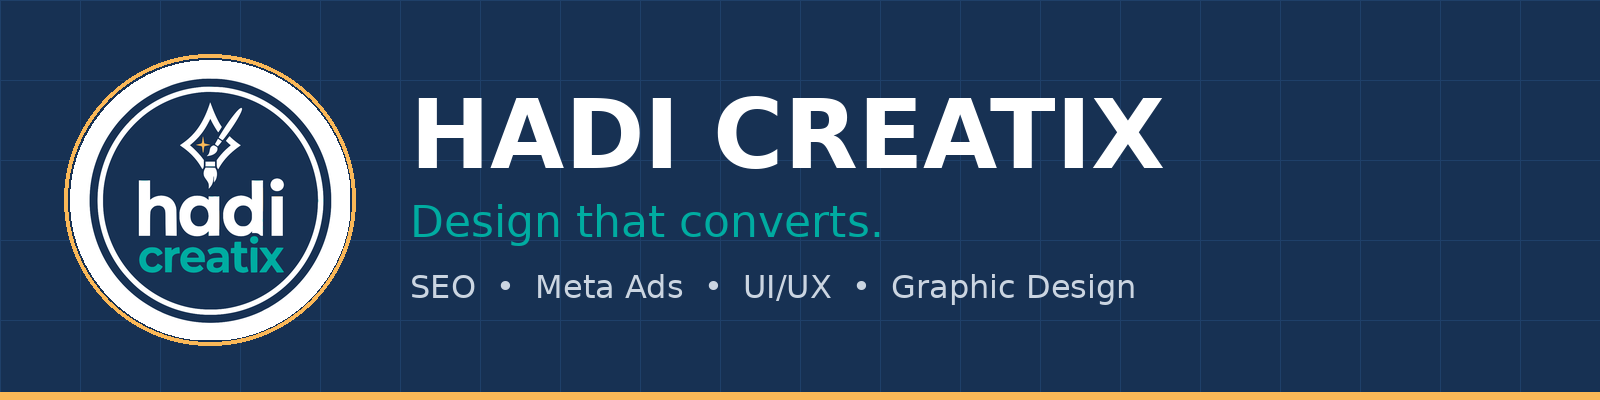 hadi
creatix
HADI CREATIX
Design that converts.
SEO • Meta Ads • UI/UX • Graphic Design